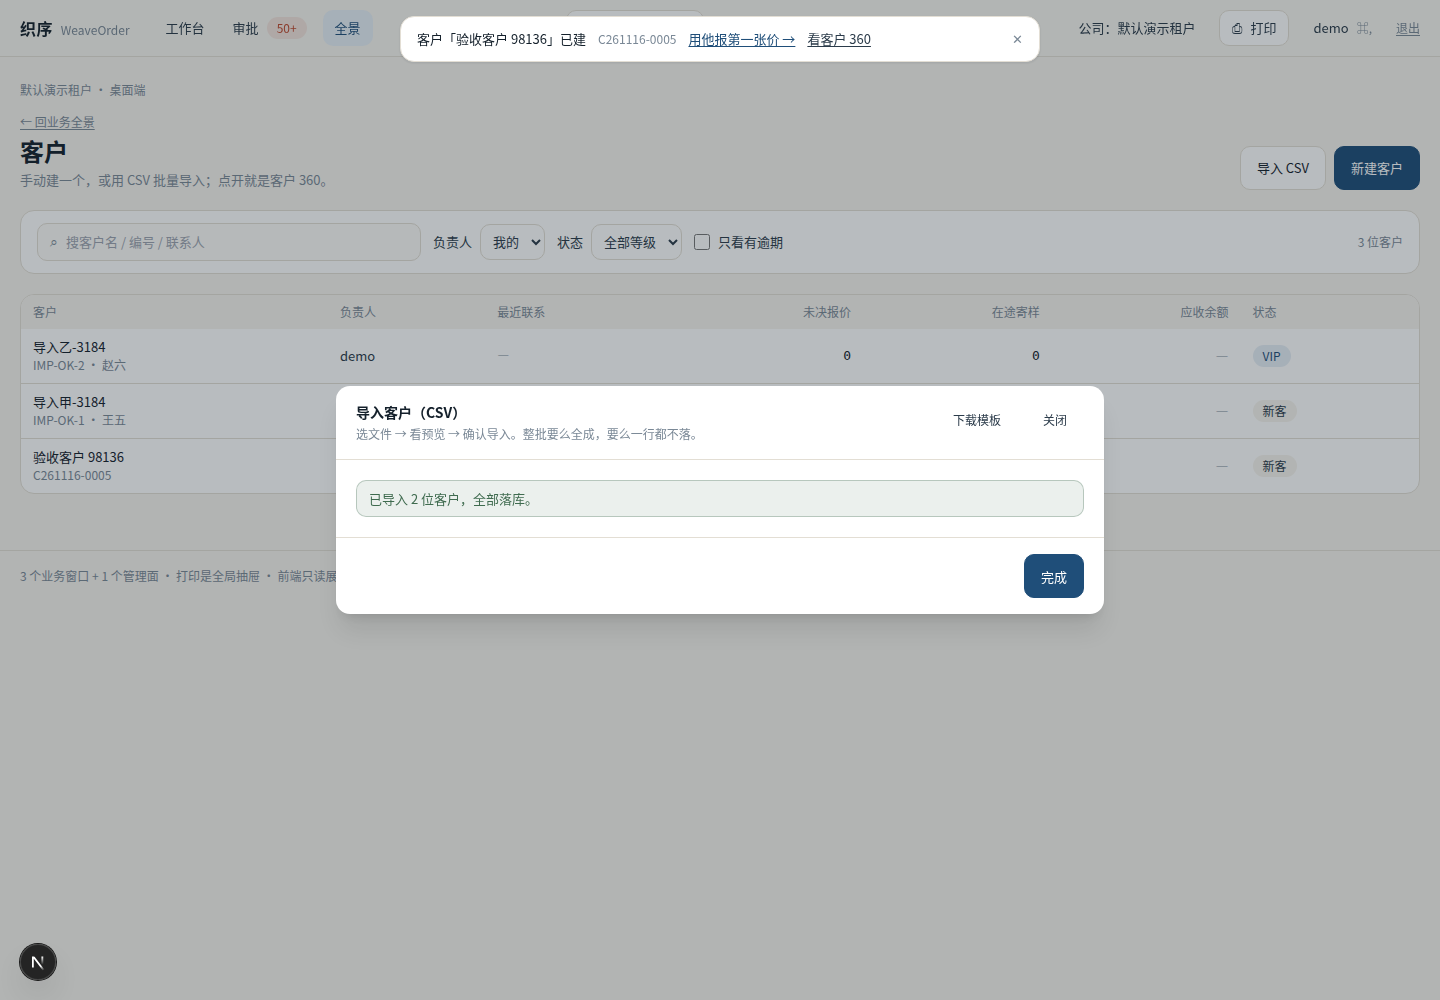 织序 WeaveOrder 工作台 审批 50+ 全景
客户「验收客户 98136」已建 C261116-0005 用他报第一张价 → 看客户 360 ×
公司：默认演示租户 打印 demo ⌘, 退出
默认演示租户 · 桌面端
← 回业务全景
客户
手动建一个，或用 CSV 批量导入；点开就是客户 360。
导入 CSV 新建客户
搜客户名 / 编号 / 联系人 负责人 我的 状态 全部等级 只看有逾期 3 位客户
客户 负责人 最近联系 未决报价 在途寄样 应收余额 状态
导入乙-3184
IMP-OK-2 · 赵六 demo — 0 0 — VIP
导入甲-3184
IMP-OK-1 · 王五 — 新客
验收客户 98136
C261116-0005 — 新客
导入客户（CSV）
选文件 → 看预览 → 确认导入。整批要么全成，要么一行都不落。
下载模板 关闭
已导入 2 位客户，全部落库。
完成
3 个业务窗口 + 1 个管理面 · 打印是全局抽屉 · 前端只读展
N